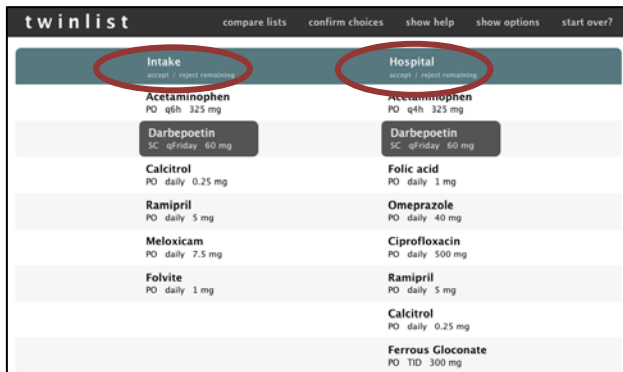 twinlist compare lists confirm choices show help show options start over?
Intake Hospital
accept / reject remaining accept / reject remaining
Acetaminophen Acetaminophen
PO q6h 325 mg PO q4h 325 mg
Darbepoetin Darbepoetin
SC qFriday 60 mg SC qFriday 60 mg
Calcitrol Folic acid
PO daily 0.25 mg PO daily 1 mg
Ramipril Omeprazole
PO daily 5 mg PO daily 40 mg
Meloxicam Ciprofloxacin
PO daily 7.5 mg PO daily 500 mg
Folvite Ramipril
PO daily 1 mg PO daily 5 mg
Calcitrol
PO daily 0.25 mg
Ferrous Gloconate
PO TID 300 mg